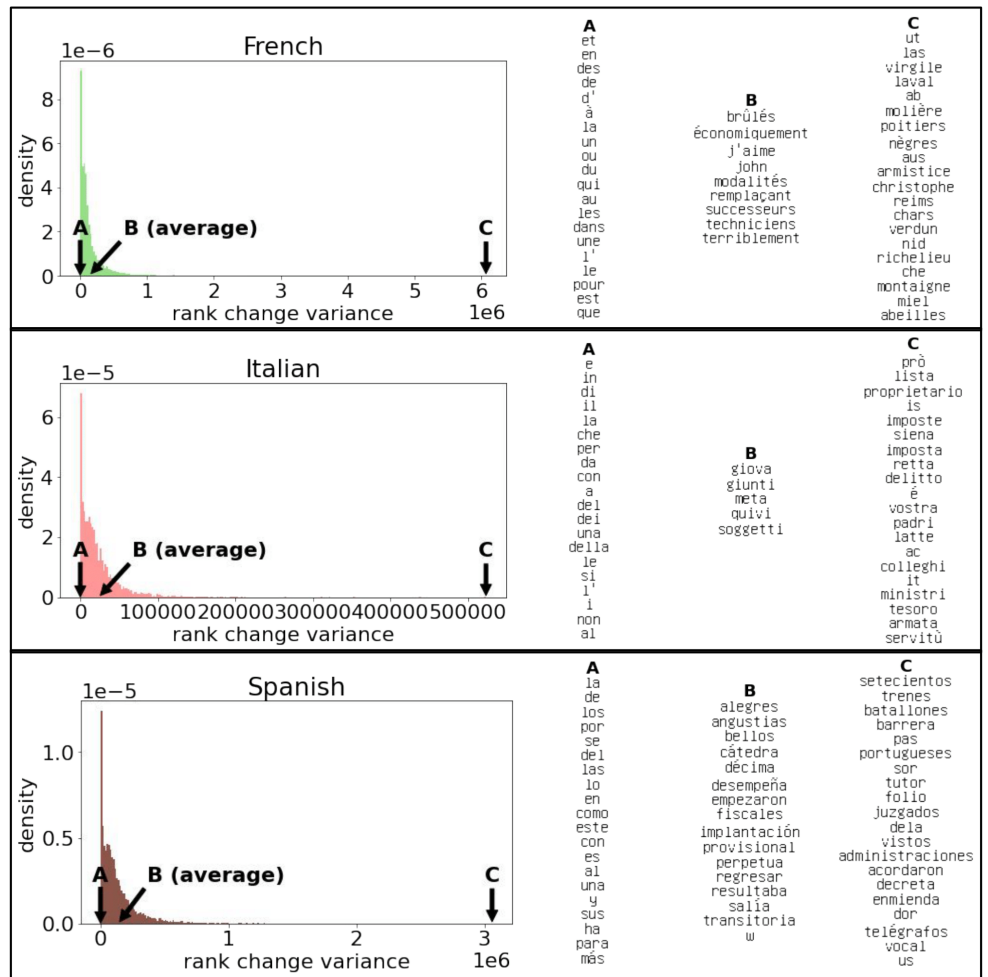 French
1e−6
8
6
4
2
0
density
A
B (average)
C
0 1 2 3 4 5 6
1e6
rank change variance
A
et
en
des
de
d'
à
la
un
ou
du
qui
au
les
dans
une
l'
le
pour
est
que
B
brûlés
économiquement
j'aime
john
modalités
remplaçant
successeurs
techniciens
terriblement
C
ut
las
virgile
laval
ab
molière
poitiers
nègres
aus
armistice
christophe
reims
chars
verdun
nid
richelieu
che
montaigne
miel
abeilles
Italian
1e−5
6
4
2
0
density
A
B (average)
C
0 100000 200000 300000 400000 500000
rank change variance
A
e
in
di
il
la
che
per
da
con
a
del
dei
una
della
le
si
l'
i
non
al
B
giova
giunti
meta
quivi
soggetti
C
prò
lista
proprietario
is
imposte
siena
imposta
retta
delitto
é
vostra
padri
latte
ac
colleghi
it
ministri
tesoro
armata
servitù
Spanish
1e−5
1.0
0.5
0.0
density
A
B (average)
C
0 1 2 3
1e6
rank change variance
A
la
de
los
por
se
del
las
lo
en
como
este
con
es
al
una
y
sus
ha
para
más
B
alegres
angustias
bellos
cátedra
décima
desempeña
empezaron
fiscales
implantación
provisional
perpetua
regresar
resultaba
salía
transitoria
w
C
setecientos
trenes
batallones
barrera
pas
portugueses
sor
tutor
folio
juzgados
dela
vistos
administraciones
acordaron
decreta
enmienda
dor
telégrafos
vocal
us